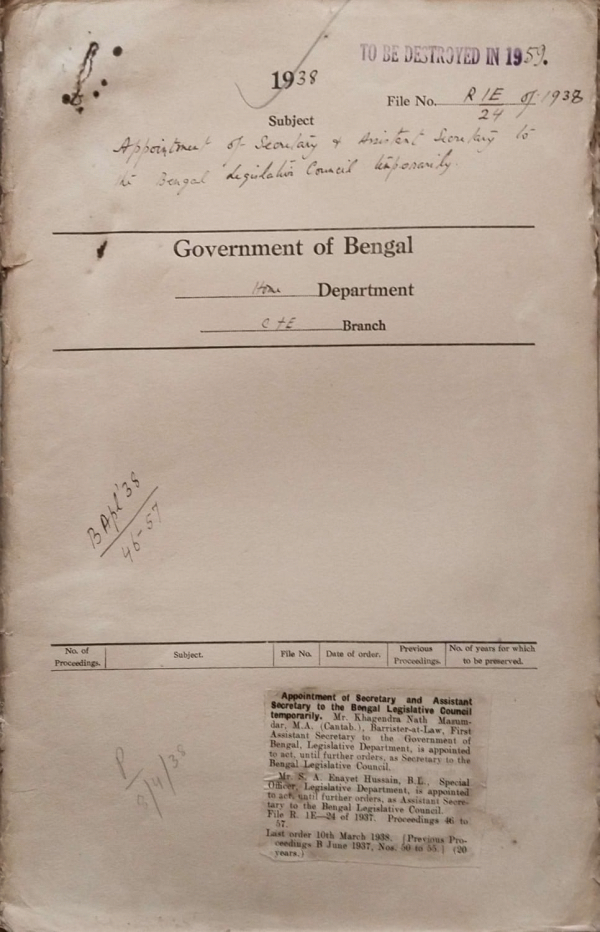 TO BE DESTROYED IN 1959.
1938
File No. R1E/24 of 1938
Subject
Appointment of Secretary & Assistant Secretary to
the Bengal Legislative Council temporarily.
Government of Bengal
Home Department
C & E Branch
B Apl '38
46-57
No. of Proceedings.
Subject.
File No.
Date of order.
Previous Proceedings.
No. of years for which to be preserved.
Appointment of Secretary and Assistant
Secretary to the Bengal Legislative Council
temporarily. Mr. Khagendra Nath Mazum-
dar, M.A. (Cantab.), Barrister-at-Law, First
Assistant Secretary to the Government of
Bengal, Legislative Department, is appointed
to act, until further orders, as Secretary to the
Bengal Legislative Council.
Mr. S. A. Enayet Hussain, B.L., Special
Officer, Legislative Department, is appointed
to act, until further orders, as Assistant Secre-
tary to the Bengal Legislative Council.
File R. 1E—24 of 1937. Proceedings 46 to
57.
Last order 10th March 1938. (Previous Pro-
ceedings B June 1937, Nos. 50 to 55.) (20
years.)
P
8/4/38